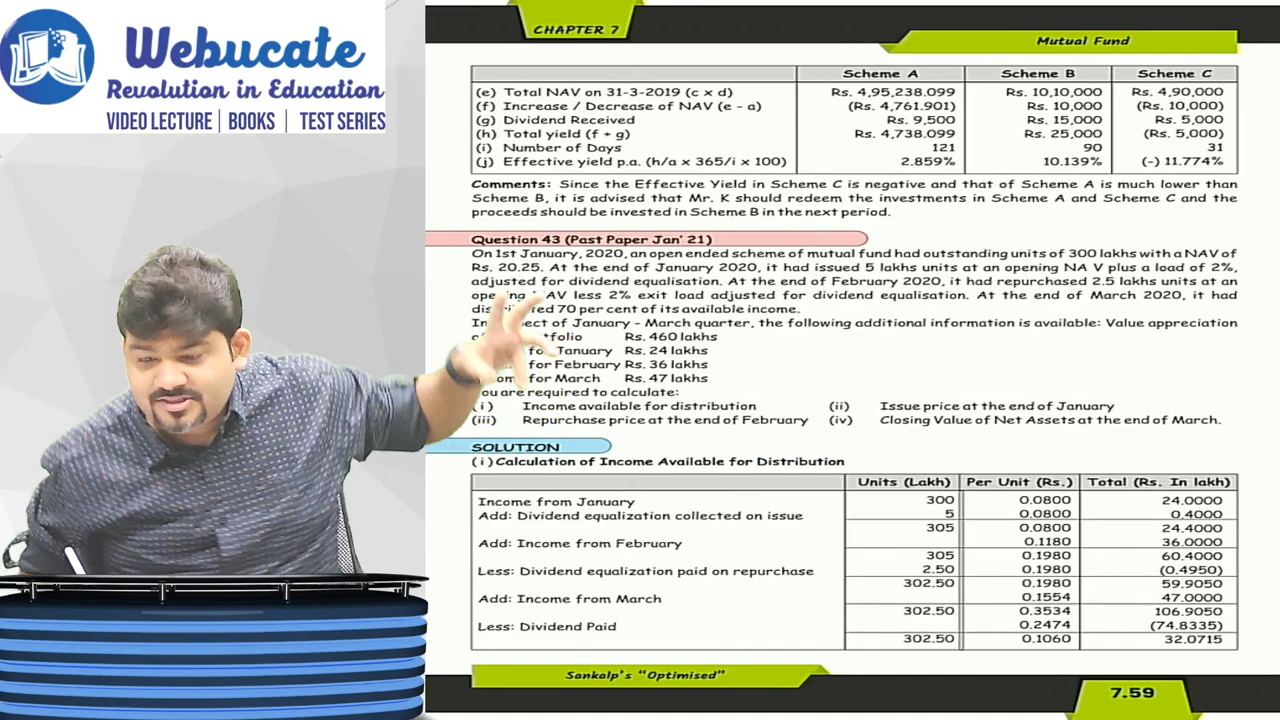 Webucate
Revolution in Education
VIDEO LECTURE | BOOKS | TEST SERIES
CHAPTER 7
Mutual Fund
Scheme A Scheme B Scheme C
(e) Total NAV on 31-3-2019 (c x d) Rs. 4,95,238.099 Rs. 10,10,000 Rs. 4,90,000
(f) Increase / Decrease of NAV (e - a) (Rs. 4,761.901) Rs. 10,000 (Rs. 10,000)
(g) Dividend Received Rs. 9,500 Rs. 15,000 Rs. 5,000
(h) Total yield (f + g) Rs. 4,738.099 Rs. 25,000 (Rs. 5,000)
(i) Number of Days 121 90 31
(j) Effective yield p.a. (h/a x 365/i x 100) 2.859% 10.139% (-) 11.774%
Comments: Since the Effective Yield in Scheme C is negative and that of Scheme A is much lower than
Scheme B, it is advised that Mr. K should redeem the investments in Scheme A and Scheme C and the
proceeds should be invested in Scheme B in the next period.
Question 43 (Past Paper Jan' 21)
On 1st January, 2020, an open ended scheme of mutual fund had outstanding units of 300 lakhs with a NAV of
Rs. 20.25. At the end of January 2020, it had issued 5 lakhs units at an opening NA V plus a load of 2%,
adjusted for dividend equalisation. At the end of February 2020, it had repurchased 2.5 lakhs units at an
AV less 2% exit load adjusted for dividend equalisation. At the end of March 2020, it had
ed 70 per cent of its available income.
ect of January - March quarter, the following additional information is available: Value appreciation
tfolio Rs. 460 lakhs
for January Rs. 24 lakhs
for February Rs. 36 lakhs
for March Rs. 47 lakhs
ou are required to calculate:
(i) Income available for distribution (ii) Issue price at the end of January
(iii) Repurchase price at the end of February (iv) Closing Value of Net Assets at the end of March.
SOLUTION
(i) Calculation of Income Available for Distribution
Units (Lakh) Per Unit (Rs.) Total (Rs. In lakh)
Income from January 300 0.0800 24.0000
Add: Dividend equalization collected on issue 5 0.0800 0.4000
305 0.0800 24.4000
Add: Income from February 0.1180 36.0000
305 0.1980 60.4000
Less: Dividend equalization paid on repurchase 2.50 0.1980 (0.4950)
302.50 0.1980 59.9050
Add: Income from March 0.1554 47.0000
302.50 0.3534 106.9050
Less: Dividend Paid 0.2474 (74.8335)
302.50 0.1060 32.0715
Sankalp's "Optimised"
7.59